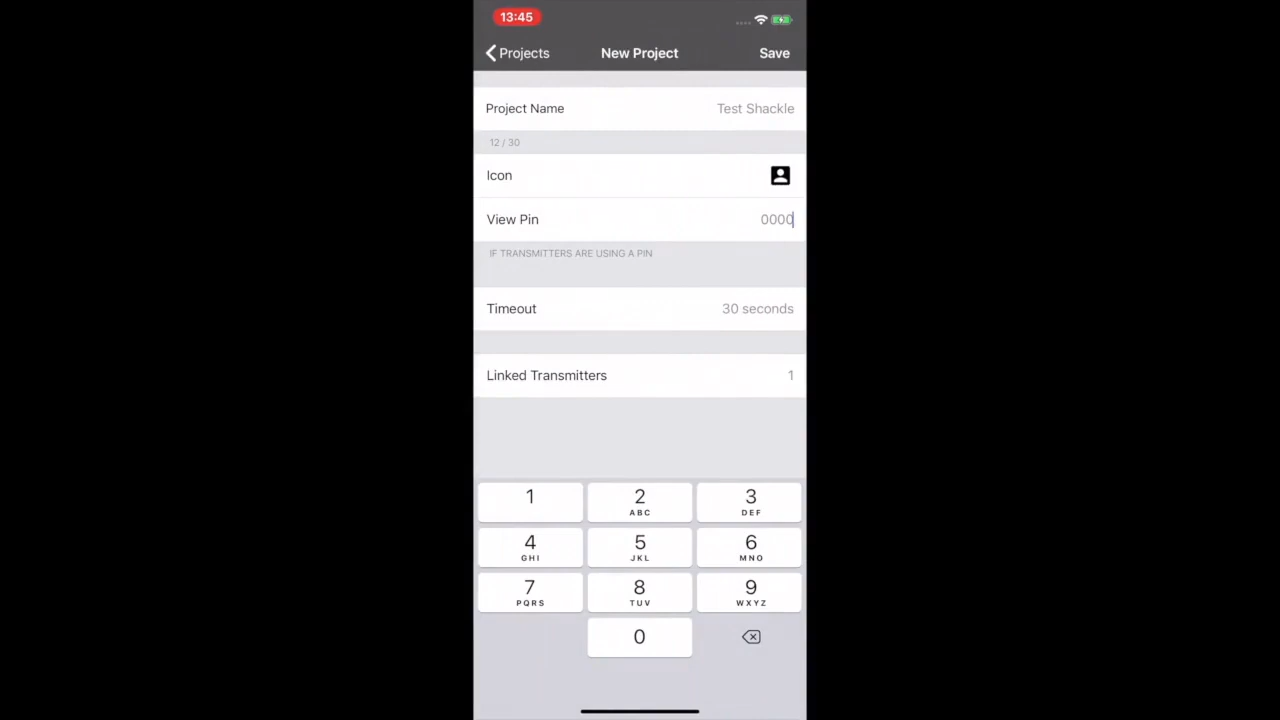 13:45
Projects New Project Save
Project Name Test Shackle
12 / 30
Icon
View Pin 0000
IF TRANSMITTERS ARE USING A PIN
Timeout 30 seconds
Linked Transmitters 1
1 2 3
ABC DEF
4 5 6
GHI JKL MNO
7 8 9
PQRS TUV WXYZ
0